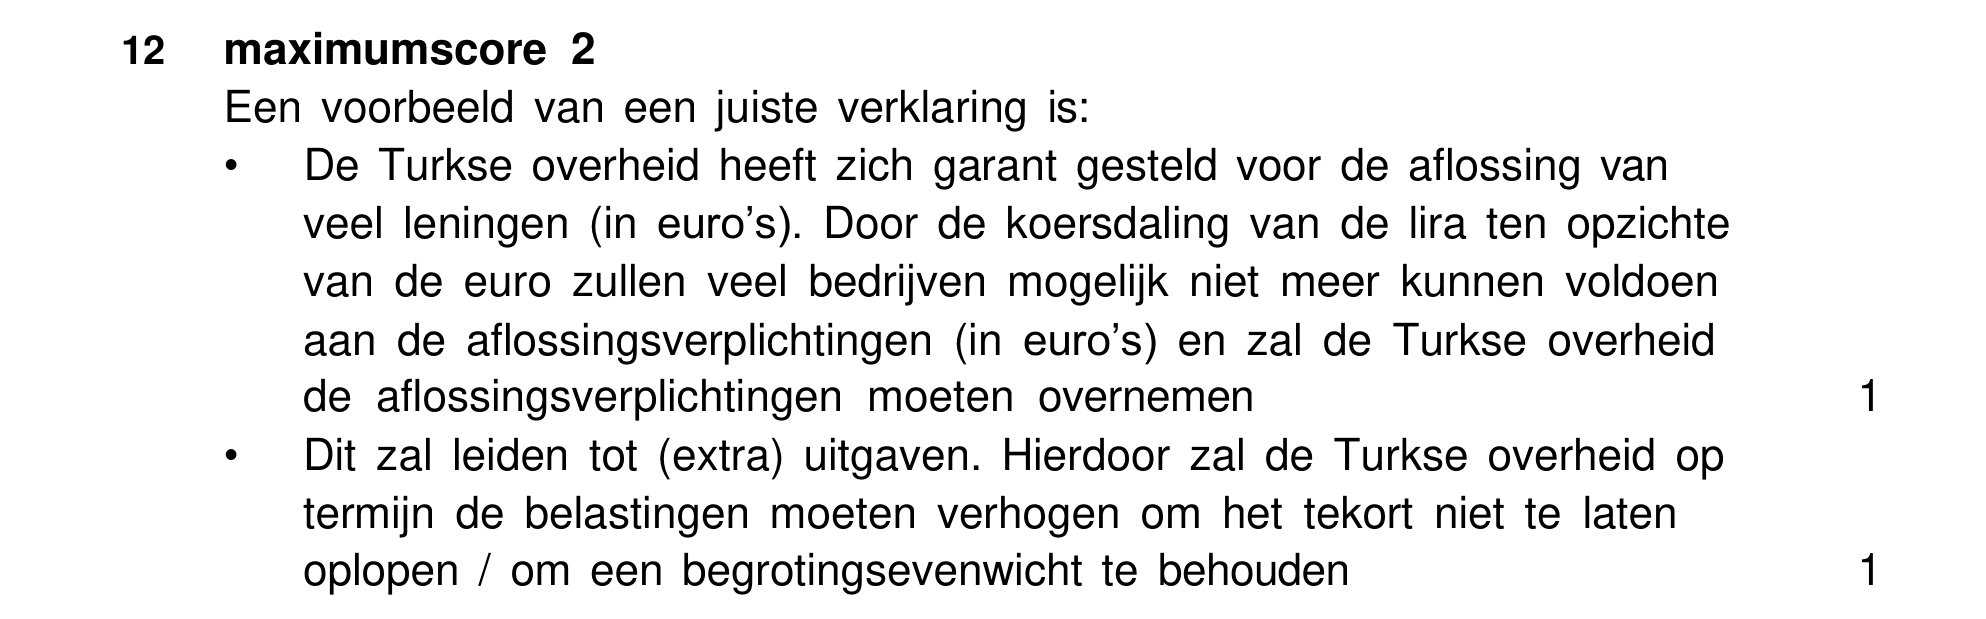 12 maximumscore 2
Een voorbeeld van een juiste verklaring is:
• De Turkse overheid heeft zich garant gesteld voor de aflossing van
veel leningen (in euro’s). Door de koersdaling van de lira ten opzichte
van de euro zullen veel bedrijven mogelijk niet meer kunnen voldoen
aan de aflossingsverplichtingen (in euro’s) en zal de Turkse overheid
de aflossingsverplichtingen moeten overnemen 1
• Dit zal leiden tot (extra) uitgaven. Hierdoor zal de Turkse overheid op
termijn de belastingen moeten verhogen om het tekort niet te laten
oplopen / om een begrotingsevenwicht te behouden 1